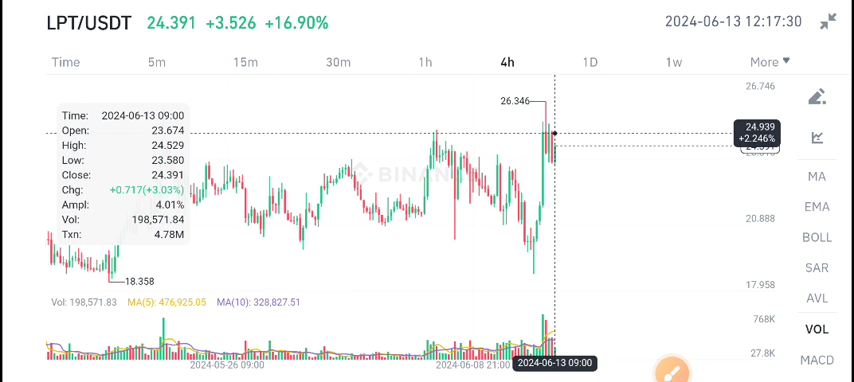 LPT/USDT 24.391 +3.526 +16.90% 2024-06-13 12:17:30
Time 5m 15m 30m 1h 4h 1D 1w More
26.746
26.346
Time: 2024-06-13 09:00
Open: 23.674
High: 24.529
Low: 23.580
Close: 24.391
Chg: +0.717(+3.03%)
Ampl: 4.01%
Vol: 198,571.84
Txn: 4.78M
24.939
+2.246%
BINAN
20.888
18.358
17.958
Vol: 198,571.83 MA(5): 476,925.05 MA(10): 328,827.51
768K
27.8K
2024-05-26 09:00 2024-06-08 21:00 2024-06-13 09:00
MA
EMA
BOLL
SAR
AVL
VOL
MACD